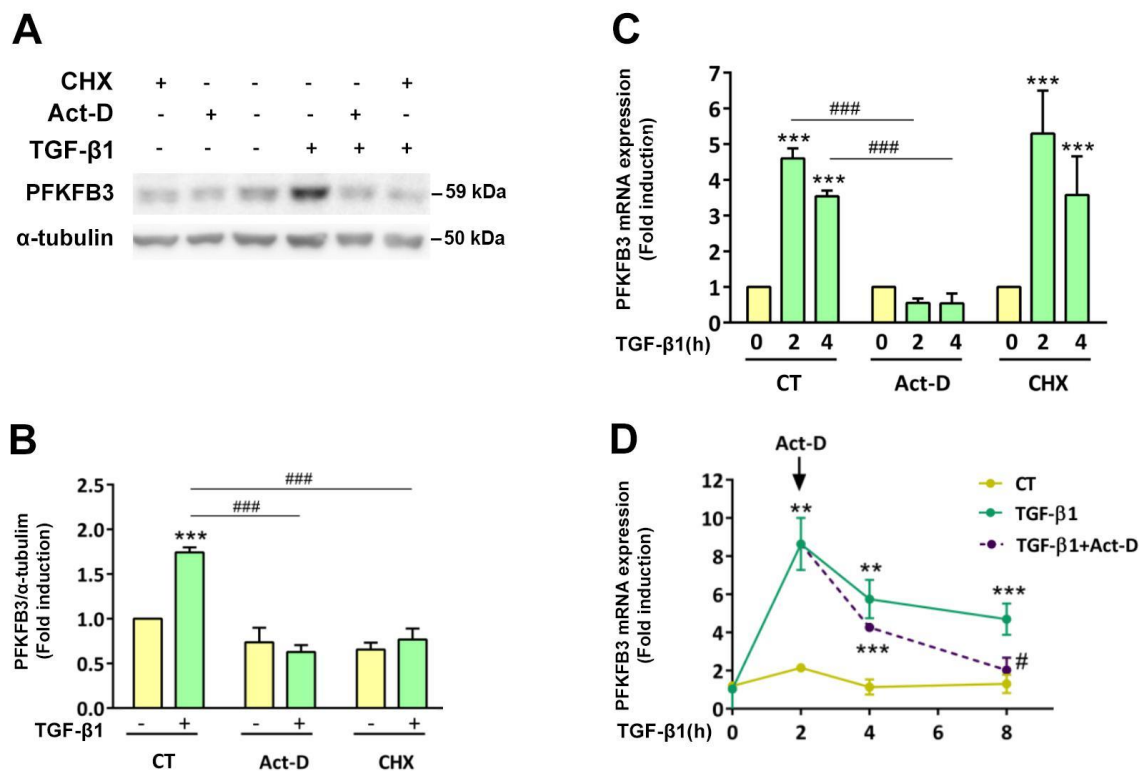 A
CHX + - - - - +
Act-D - + - - + -
TGF-β1 - - - + + +
PFKFB3 – 59 kDa
α-tubulin – 50 kDa
B
PFKFB3/α-tubulim
(Fold induction)
2.5
2.0
1.5
1.0
0.5
0.0
###
###
***
TGF-β1 - + - + - +
CT Act-D CHX
C
PFKFB3 mRNA expression
(Fold induction)
7
6
5
4
3
2
1
0
###
###
*** *** *** ***
TGF-β1(h) 0 2 4 0 2 4 0 2 4
CT Act-D CHX
D
Act-D
PFKFB3 mRNA expression
(Fold induction)
12
10
8
6
4
2
0
**
**
***
***
#
CT
TGF-β1
TGF-β1+Act-D
TGF-β1(h) 0 2 4 6 8